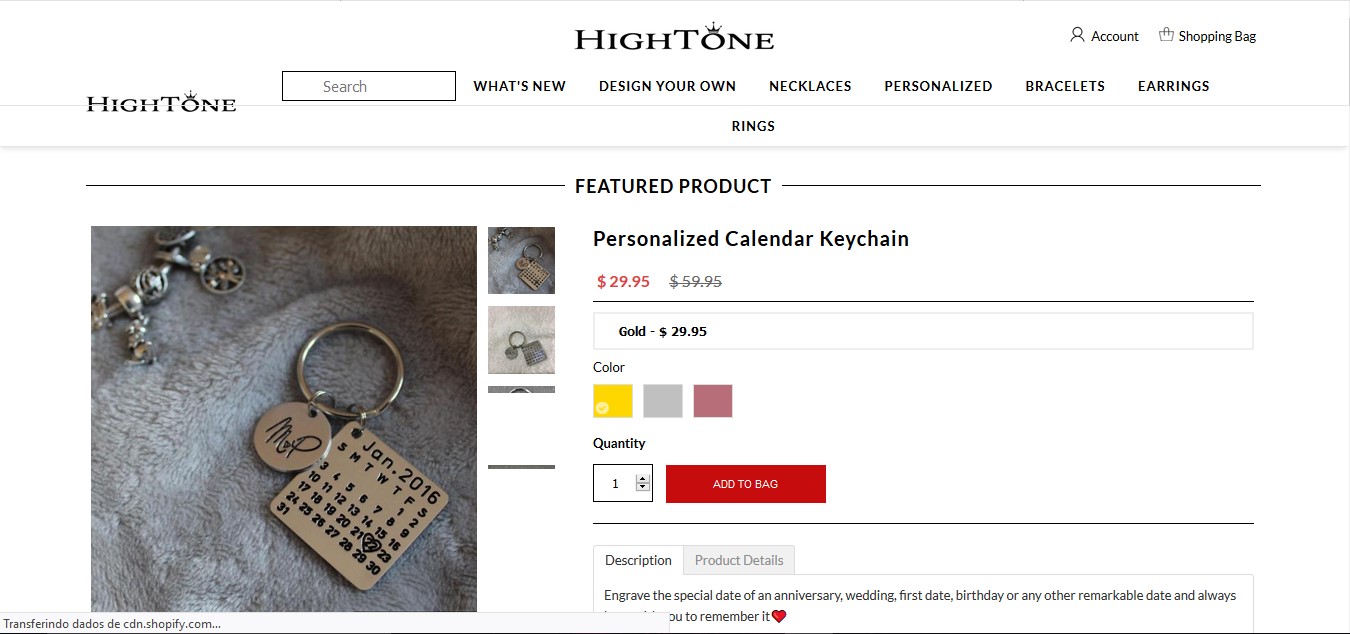 HIGHTONE
Account Shopping Bag
Search WHAT'S NEW DESIGN YOUR OWN NECKLACES PERSONALIZED BRACELETS EARRINGS
HIGHTONE
RINGS
FEATURED PRODUCT
Personalized Calendar Keychain
$ 29.95 $ 59.95
Gold - $ 29.95
Color
Quantity
1 ADD TO BAG
Description Product Details
Engrave the special date of an anniversary, wedding, first date, birthday or any other remarkable date and always
ou to remember it❤
Transferindo dados de cdn.shopify.com...
Jan.2016
S M T W T F S
1 2
3 4 5 6 7 8 9
10 11 12 13 14 15 16
17 18 19 20 21 22 23
24 25 26 27 28 29 30
31